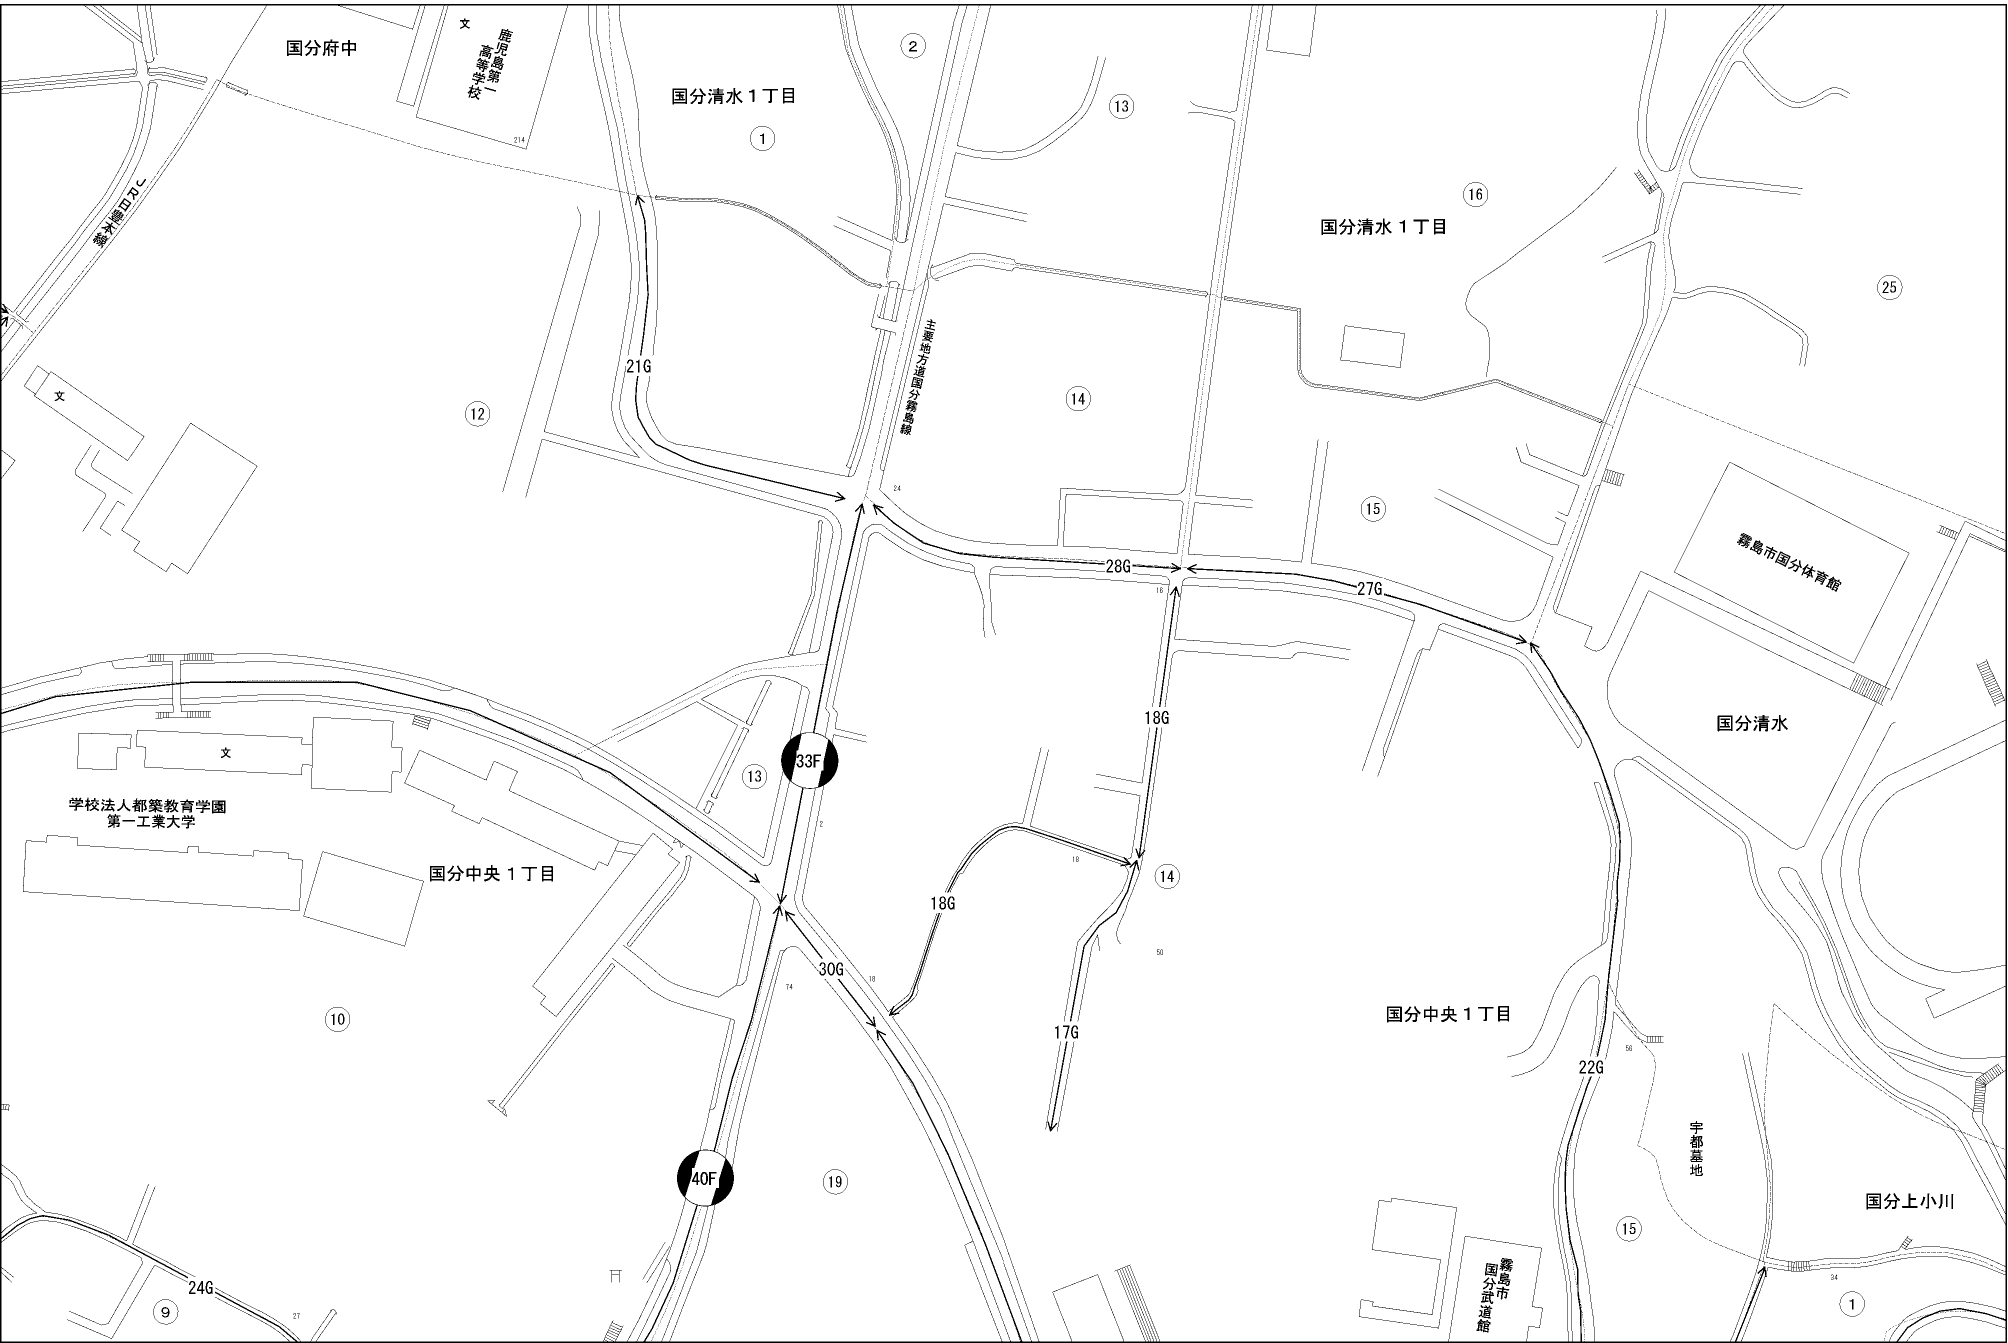 文
国分府中
鹿児島第一
高等学校
214
国分清水1丁目
1
2
13
16
国分清水1丁目
25
JR日豊本線
主要地方道国分霧島線
21G
文
12
14
24
15
霧島市国分体育館
28G
27G
16
18G
国分清水
33F
文
13
学校法人都築教育学園
第一工業大学
2
国分中央1丁目
18
14
18G
50
30G
18
74
10
17G
国分中央1丁目
56
22G
宇都墓地
40F
19
国分上小川
15
霧島市
国分武道館
24G
34
9
27
1